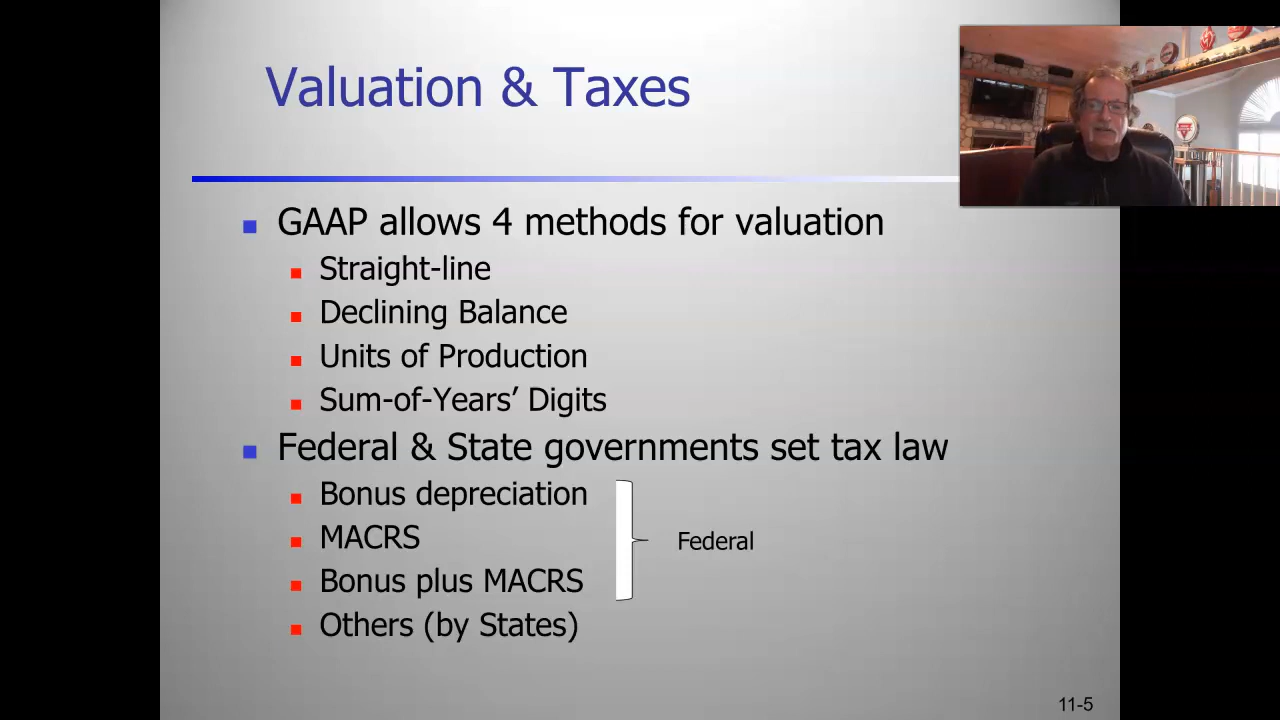 Valuation & Taxes
GAAP allows 4 methods for valuation
Straight-line
Declining Balance
Units of Production
Sum-of-Years’ Digits
Federal & State governments set tax law
Bonus depreciation
MACRS
Bonus plus MACRS
Federal
Others (by States)
11-5